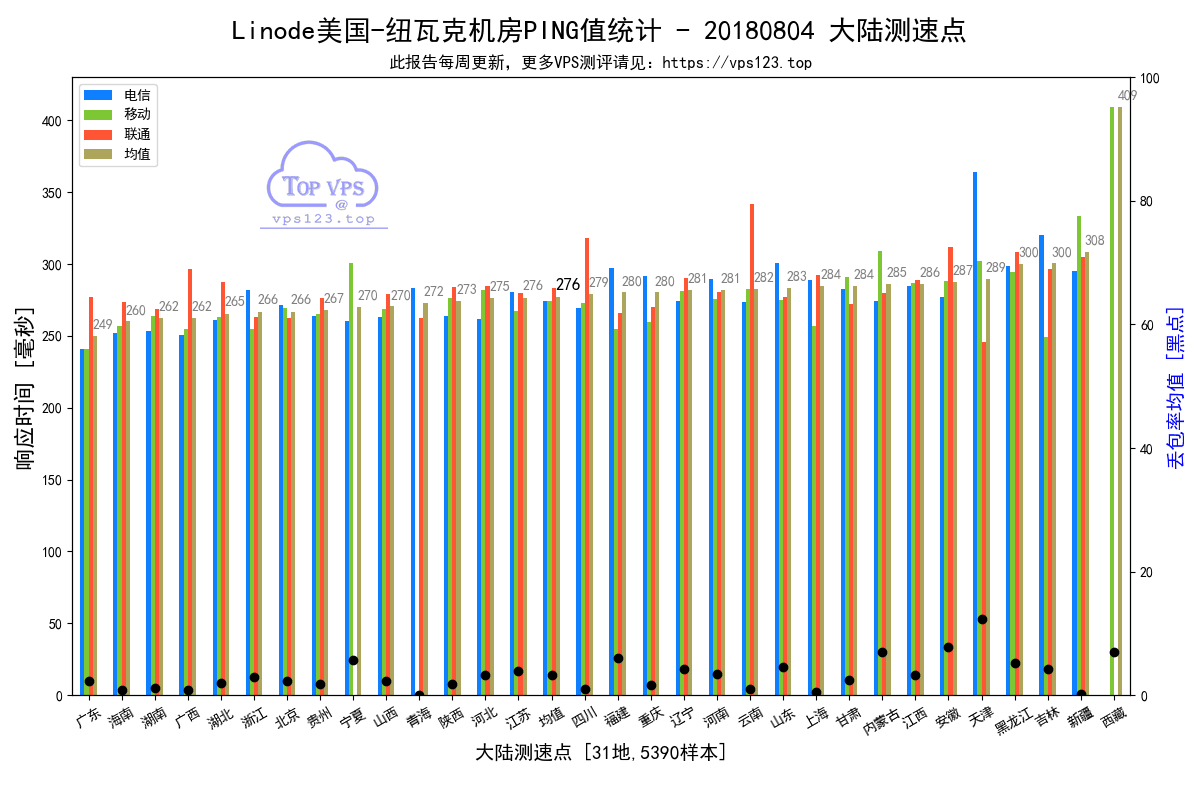 Linode美国-纽瓦克机房PING值统计 - 20180804 大陆测速点
此报告每周更新，更多VPS测评请见：https://vps123.top
电信
移动
联通
均值
TOP VPS
@
vps123.top
响应时间 [毫秒]
0
50
100
150
200
250
300
350
400
丢包率均值 [黑点]
0
20
40
60
80
100
249 260 262 262 265 266 266 267 270 270 272 273 275 276 276 279 280 280 281 281 282 283 284 284 285 286 287 289 300 300 308 409
广东 海南 湖南 广西 湖北 浙江 北京 贵州 宁夏 山西 青海 陕西 河北 江苏 均值 四川 福建 重庆 辽宁 河南 云南 山东 上海 甘肃 内蒙古 江西 安徽 天津 黑龙江 吉林 新疆 西藏
大陆测速点 [31地,5390样本]